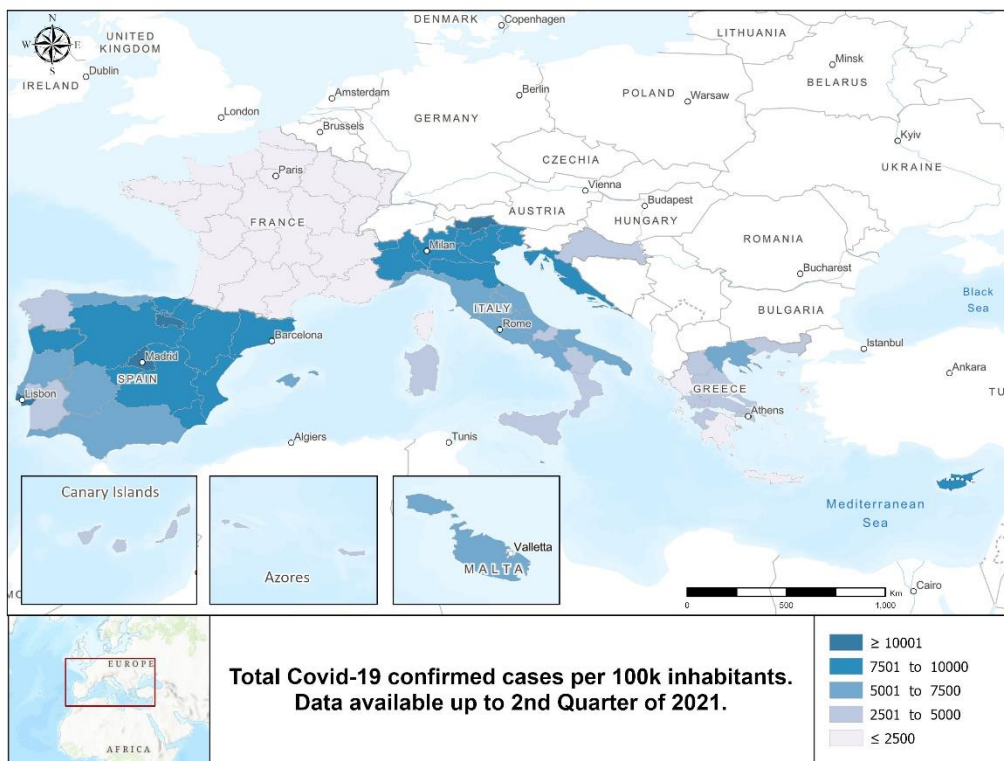 N
W E
S
DENMARK
Copenhagen
LITHUANIA
UNITED
KINGDOM
Dublin
IRELAND
Minsk
BELARUS
Amsterdam
Berlin
POLAND
Warsaw
London
GERMANY
Brussels
Kyiv
UKRAINE
CZECHIA
Paris
Vienna
Budapest
AUSTRIA
HUNGARY
FRANCE
ROMANIA
Milan
Bucharest
Black
Sea
BULGARIA
ITALY
Rome
Barcelona
Istanbul
Madrid
SPAIN
Ankara
TU
GREECE
Lisbon
Athens
Algiers
Tunis
Mediterranean
Sea
Canary Islands
Azores
Valletta
MALTA
MO
Cairo
0 500 1,000 Km
EUROPE
AFRICA
Total Covid-19 confirmed cases per 100k inhabitants.
Data available up to 2nd Quarter of 2021.
≥ 10001
7501 to 10000
5001 to 7500
2501 to 5000
≤ 2500